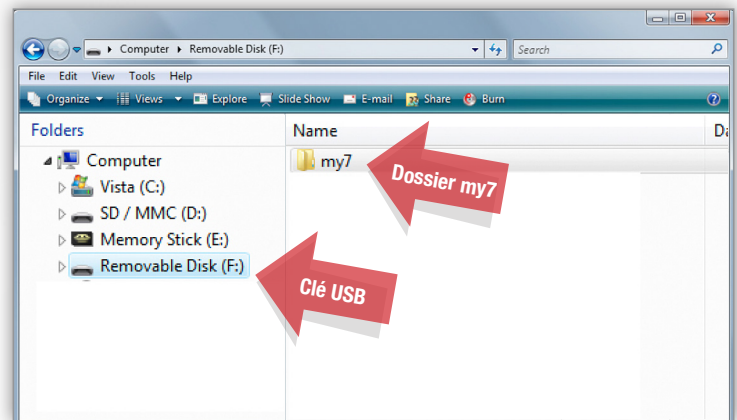 Computer ▸ Removable Disk (F:)
Search
File Edit View Tools Help
Organize Views Explore Slide Show E-mail Share Burn
Folders
Name
Computer
my7
Dossier my7
Vista (C:)
SD / MMC (D:)
Memory Stick (E:)
Removable Disk (F:)
Clé USB